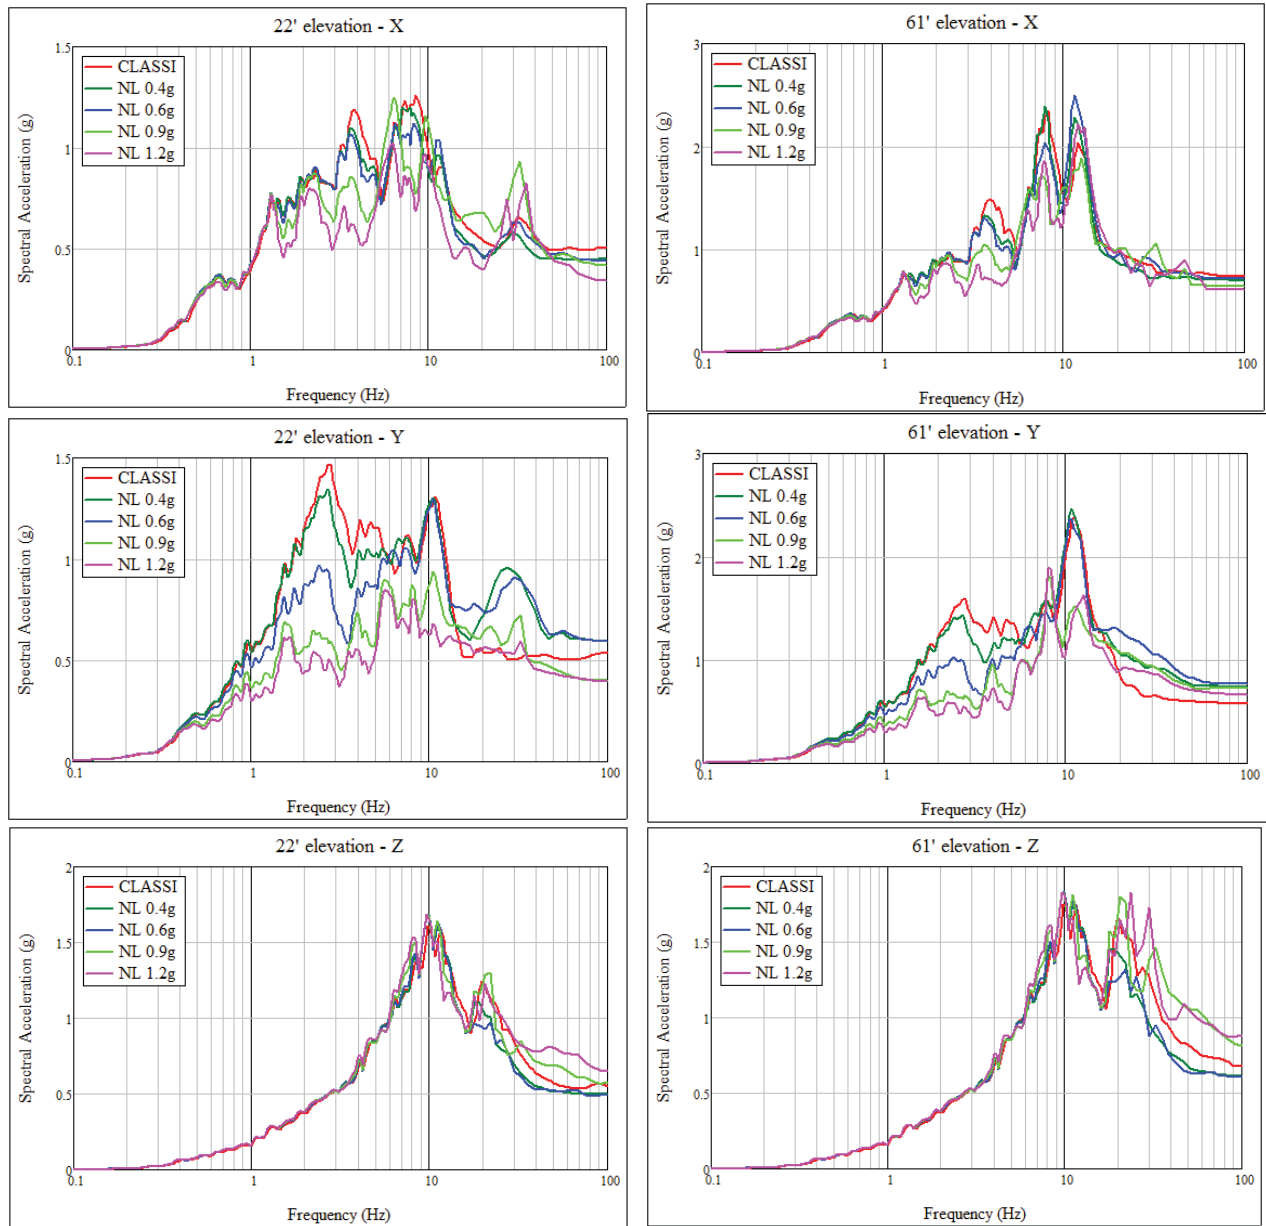 22' elevation - X
1.5
1
0.5
0
CLASSI
NL 0.4g
NL 0.6g
NL 0.9g
NL 1.2g
Spectral Acceleration (g)
0.1 1 10 100
Frequency (Hz)
61' elevation - X
3
2
1
0
CLASSI
NL 0.4g
NL 0.6g
NL 0.9g
NL 1.2g
Spectral Acceleration (g)
0.1 1 10 100
Frequency (Hz)
22' elevation - Y
1.5
1
0.5
0
CLASSI
NL 0.4g
NL 0.6g
NL 0.9g
NL 1.2g
Spectral Acceleration (g)
0.1 1 10 100
Frequency (Hz)
61' elevation - Y
3
2
1
0
CLASSI
NL 0.4g
NL 0.6g
NL 0.9g
NL 1.2g
Spectral Acceleration (g)
0.1 1 10 100
Frequency (Hz)
22' elevation - Z
2
1.5
1
0.5
0
CLASSI
NL 0.4g
NL 0.6g
NL 0.9g
NL 1.2g
Spectral Acceleration (g)
0.1 1 10 100
Frequency (Hz)
61' elevation - Z
2
1.5
1
0.5
0
CLASSI
NL 0.4g
NL 0.6g
NL 0.9g
NL 1.2g
Spectral Acceleration (g)
0.1 1 10 100
Frequency (Hz)